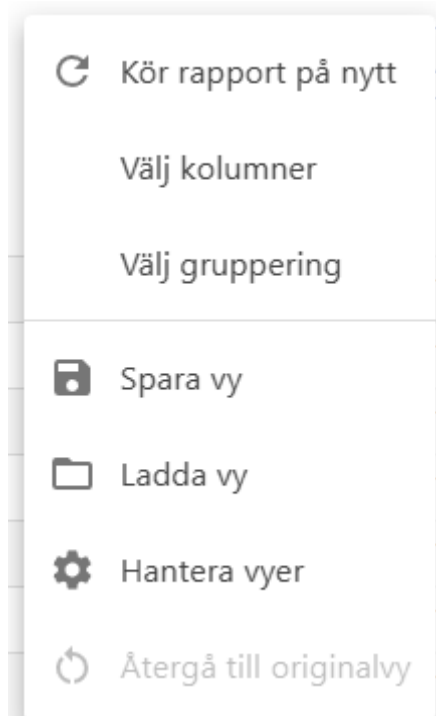 Kör rapport på nytt
Välj kolumner
Välj gruppering
Spara vy
Ladda vy
Hantera vyer
Återgå till originalvy